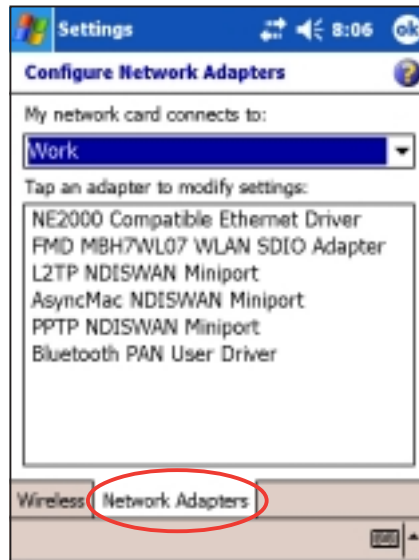 Settings 8:06 ok
Configure Network Adapters
My network card connects to:
Work
Tap an adapter to modify settings:
NE2000 Compatible Ethernet Driver
FMD MBH7WL07 WLAN SDIO Adapter
L2TP NDISWAN Miniport
AsyncMac NDISWAN Miniport
PPTP NDISWAN Miniport
Bluetooth PAN User Driver
Wireless Network Adapters